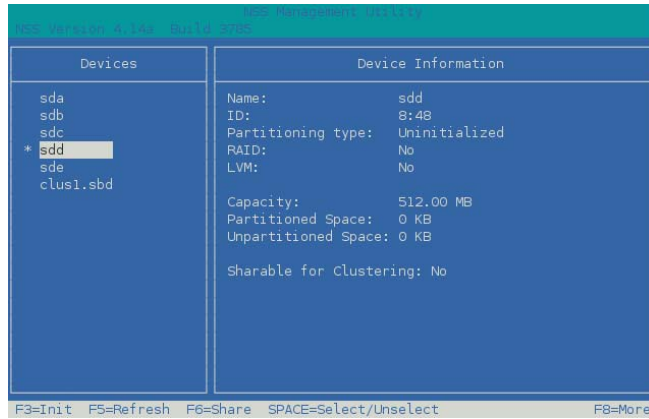 NSS Management Utility
NSS Version 4.14a Build 3785
Devices
sda
sdb
sdc
* sdd
sde
clus1.sbd
Device Information
Name: sdd
ID: 8:48
Partitioning type: Uninitialized
RAID: No
LVM: No
Capacity: 512.00 MB
Partitioned Space: 0 KB
Unpartitioned Space: 0 KB
Sharable for Clustering: No
F3=Init F5=Refresh F6=Share SPACE=Select/Unselect F8=More